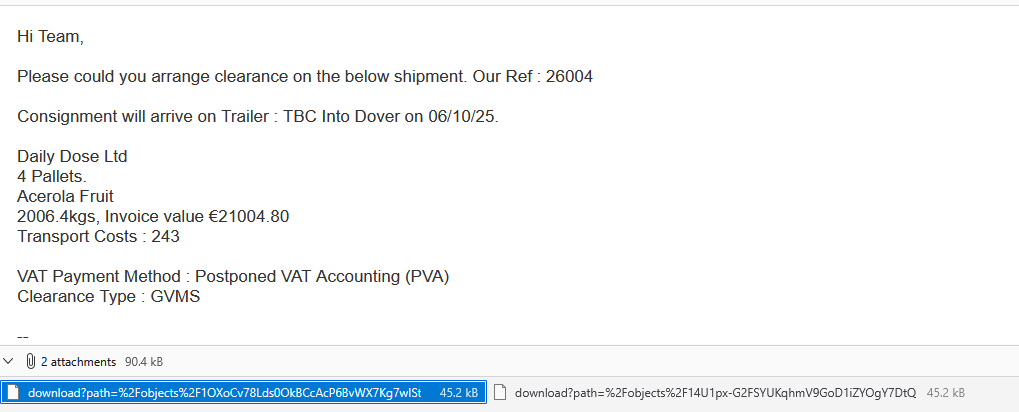 Hi Team,
Please could you arrange clearance on the below shipment. Our Ref : 26004
Consignment will arrive on Trailer : TBC Into Dover on 06/10/25.
Daily Dose Ltd
4 Pallets.
Acerola Fruit
2006.4kgs, Invoice value €21004.80
Transport Costs : 243
VAT Payment Method : Postponed VAT Accounting (PVA)
Clearance Type : GVMS
--
2 attachments 90.4 kB
download?path=%2Fobjects%2F1OXoCv78Lds0OkBCcAcP6BvWX7Kg7wlSt 45.2 kB download?path=%2Fobjects%2F14U1px-G2FSYUKqhmV9GoD1iZYOgY7DtQ 45.2 kB